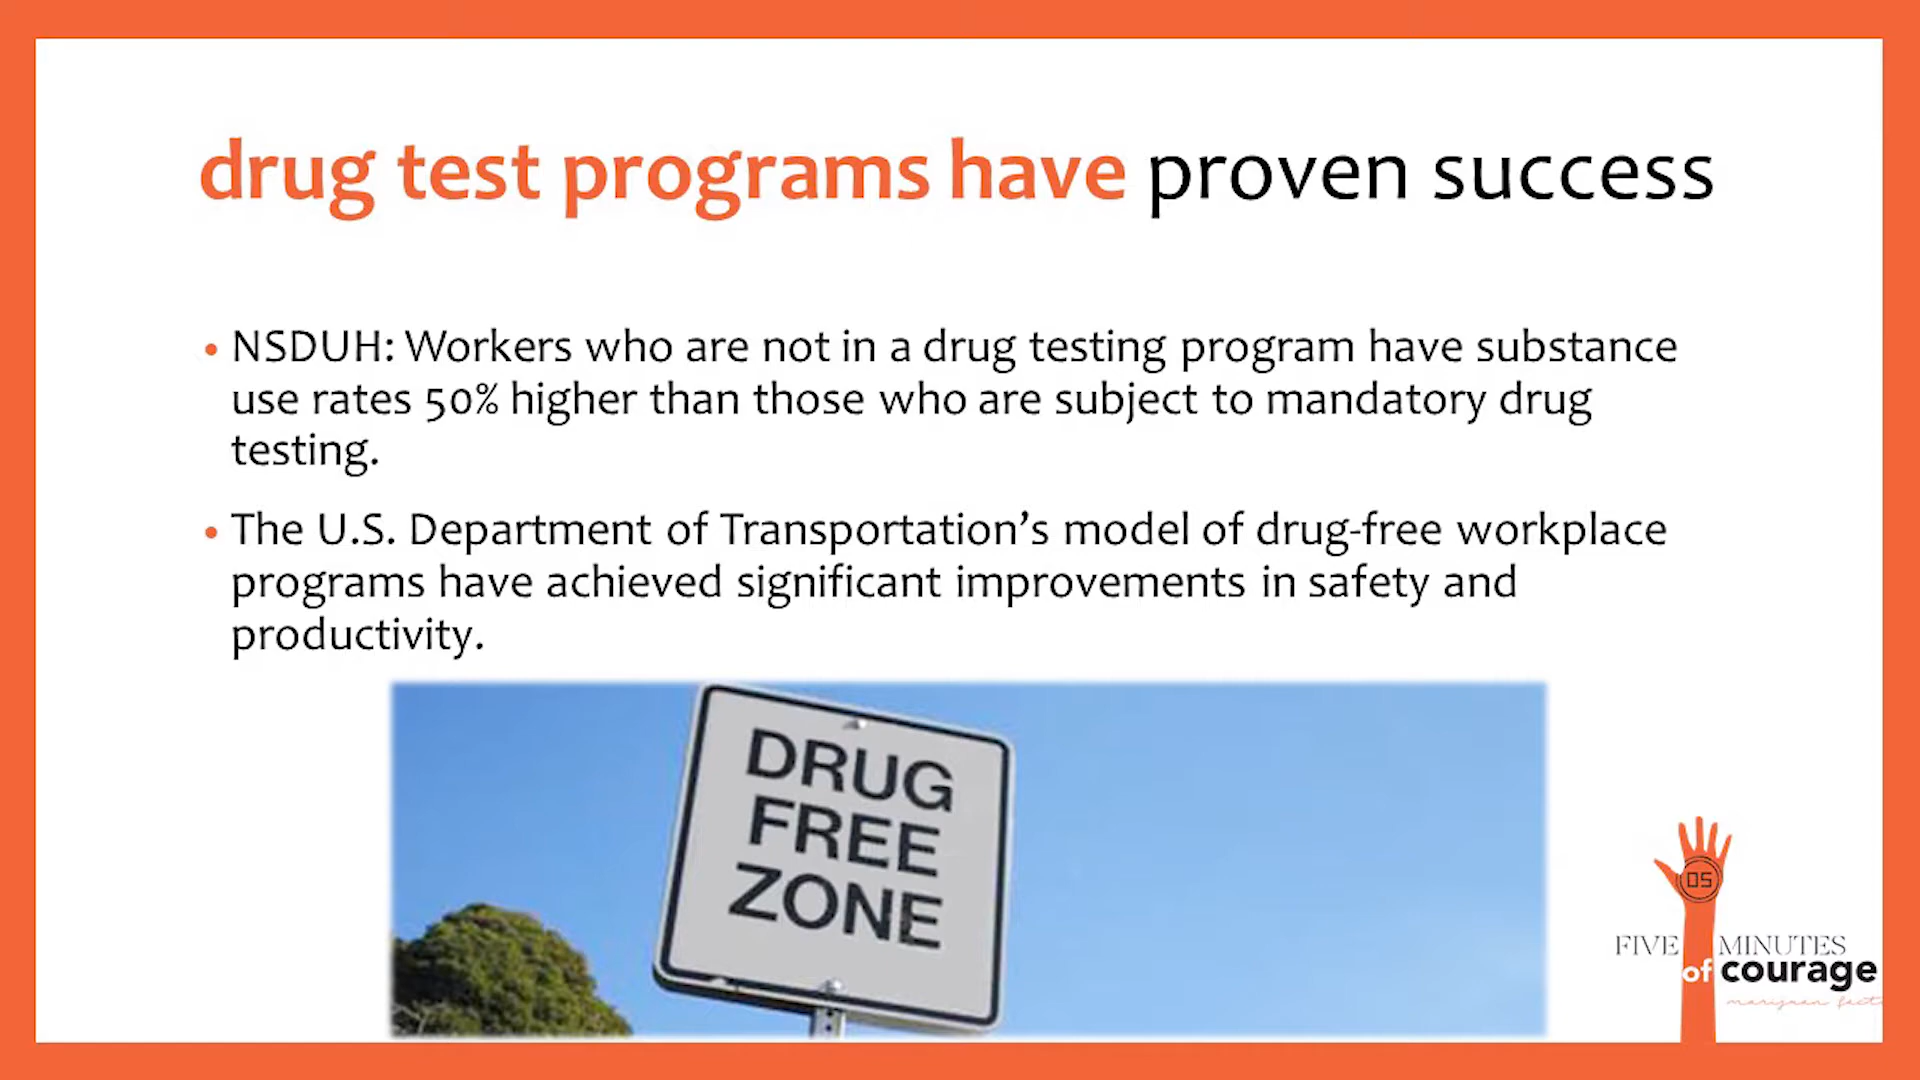 drug test programs have proven success
• NSDUH: Workers who are not in a drug testing program have substance
use rates 50% higher than those who are subject to mandatory drug
testing.
• The U.S. Department of Transportation’s model of drug-free workplace
programs have achieved significant improvements in safety and
productivity.
DRUG
FREE
ZONE
05
FIVE MINUTES
of courage